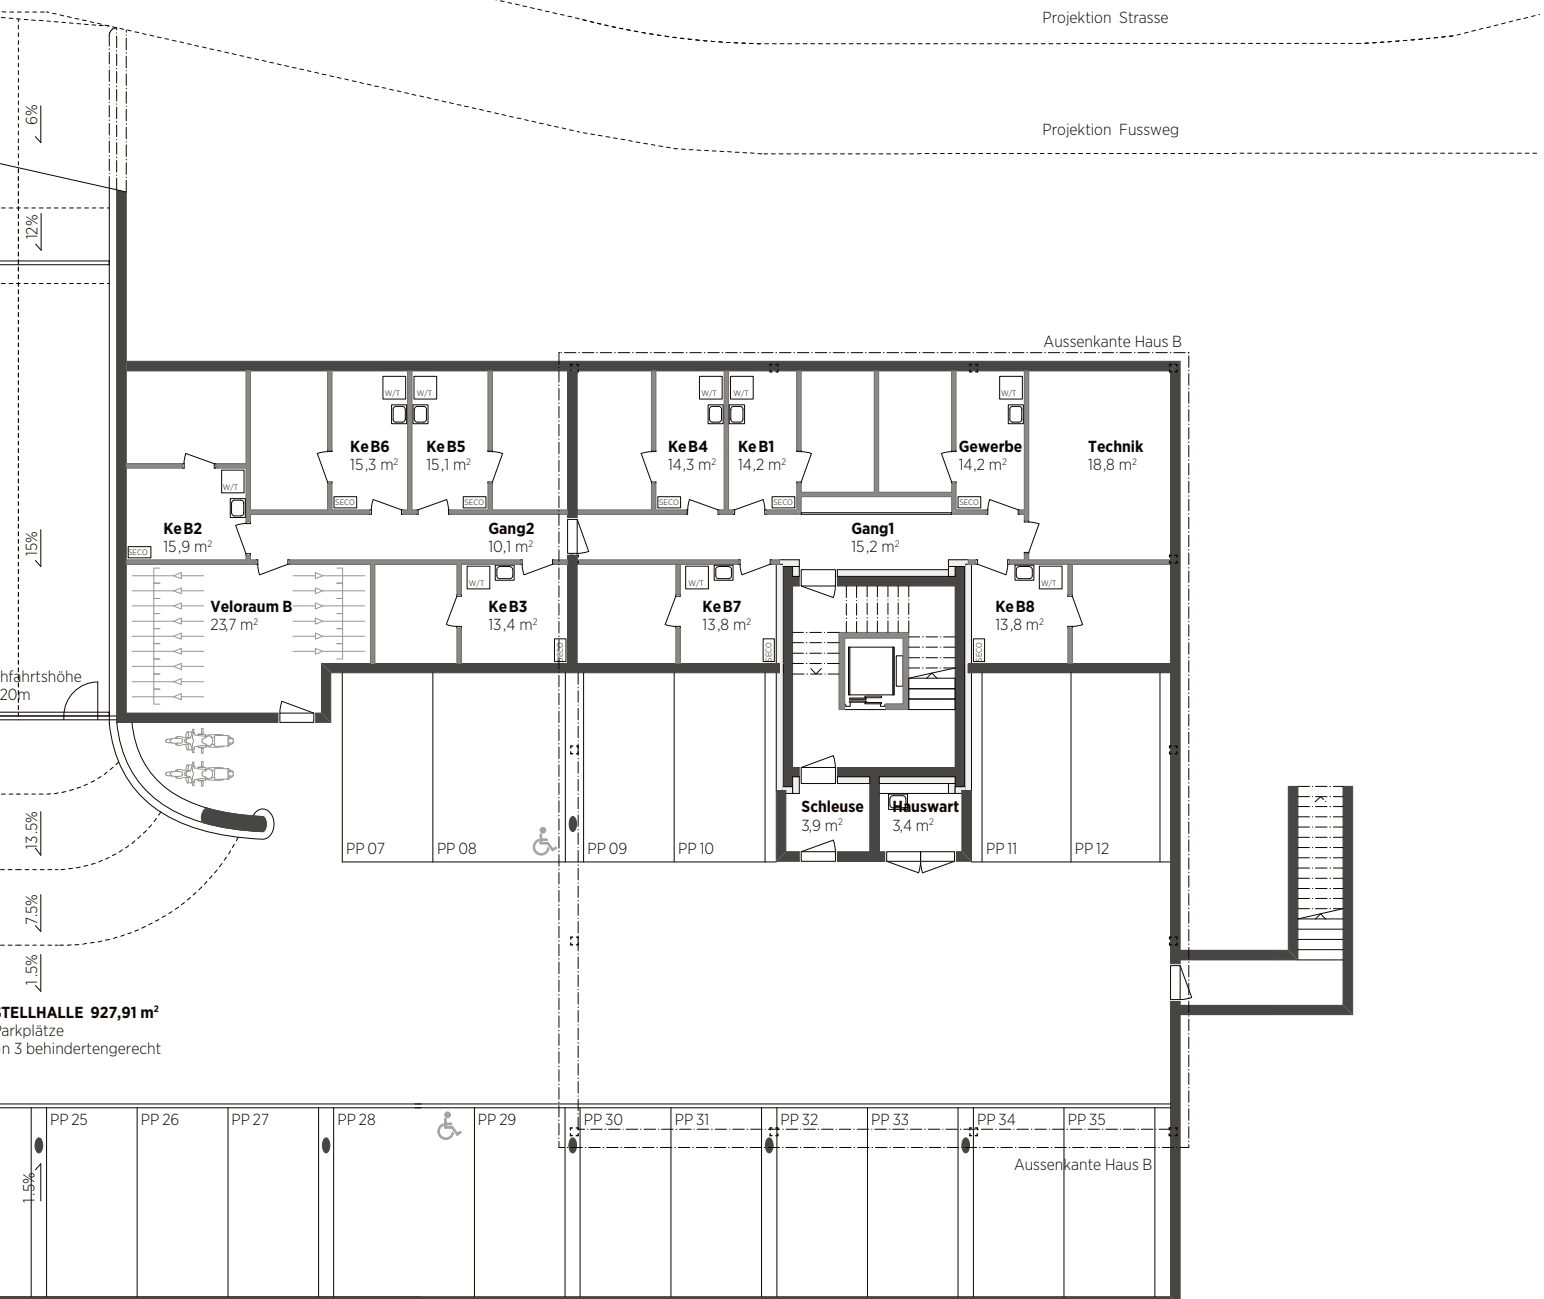 Projektion Strasse
Projektion Fussweg
6%
12%
15%
Aussenkante Haus B
W/T
W/T
W/T
W/T
W/T
KeB6
15,3 m²
KeB5
15,1 m²
KeB4
14,3 m²
KeB1
14,2 m²
Gewerbe
14,2 m²
Technik
18,8 m²
W/T
SECO
SECO
SECO
SECO
SECO
KeB2
15,9 m²
SECO
Gang2
10,1 m²
Gang1
15,2 m²
W/T
W/T
W/T
Veloraum B
23,7 m²
KeB3
13,4 m²
SECO
KeB7
13,8 m²
SECO
KeB8
13,8 m²
SECO
hfahrtshöhe
20m
Schleuse
3,9 m²
Hauswart
3,4 m²
13.5%
PP 07
PP 08
PP 09
PP 10
PP 11
PP 12
7.5%
1.5%
STELLHALLE 927,91 m²
Parkplätze
n 3 behindertengerecht
PP 25
PP 26
PP 27
PP 28
PP 29
PP 30
PP 31
PP 32
PP 33
PP 34
PP 35
Aussenkante Haus B
1.5%